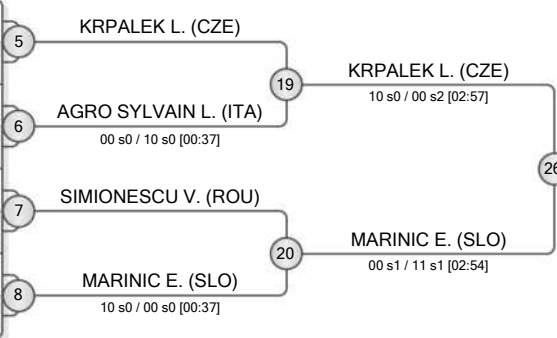 5
KRPALEK L. (CZE)
19
KRPALEK L. (CZE)
10 s0 / 00 s2 [02:57]
6
AGRO SYLVAIN L. (ITA)
00 s0 / 10 s0 [00:37]
26
7
SIMIONESCU V. (ROU)
20
MARINIC E. (SLO)
00 s1 / 11 s1 [02:54]
8
MARINIC E. (SLO)
10 s0 / 00 s0 [00:37]